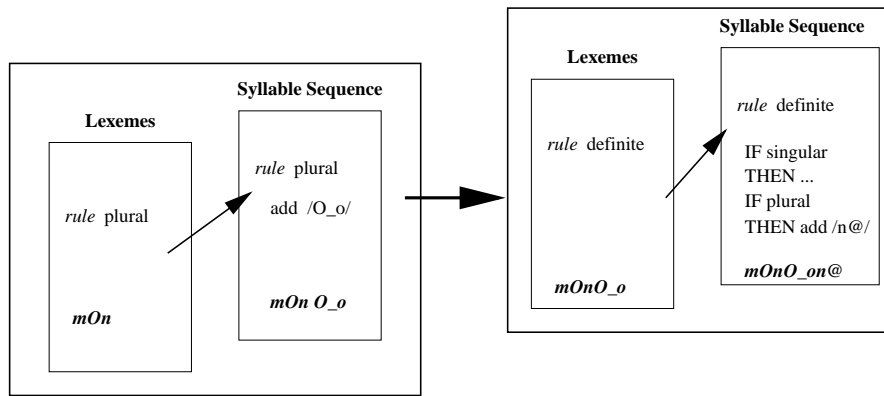 Lexemes
rule plural
mOn
Syllable Sequence
rule plural
add /O_o/
mOn O_o
Lexemes
rule definite
mOnO_o
Syllable Sequence
rule definite
IF singular
THEN ...
IF plural
THEN add /n@/
mOnO_on@